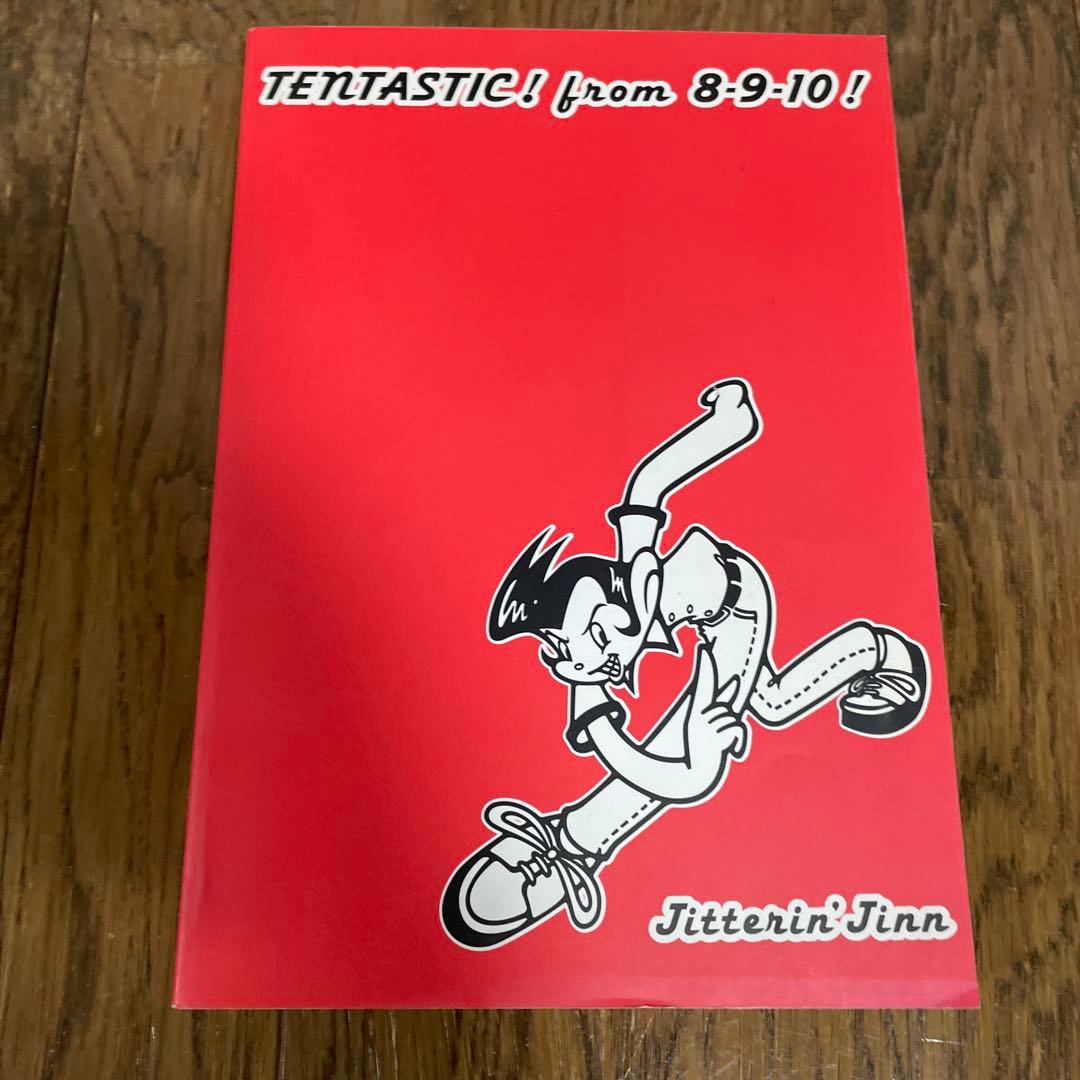 TENTASTIC! from 8-9-10!
Jitterin' Jinn